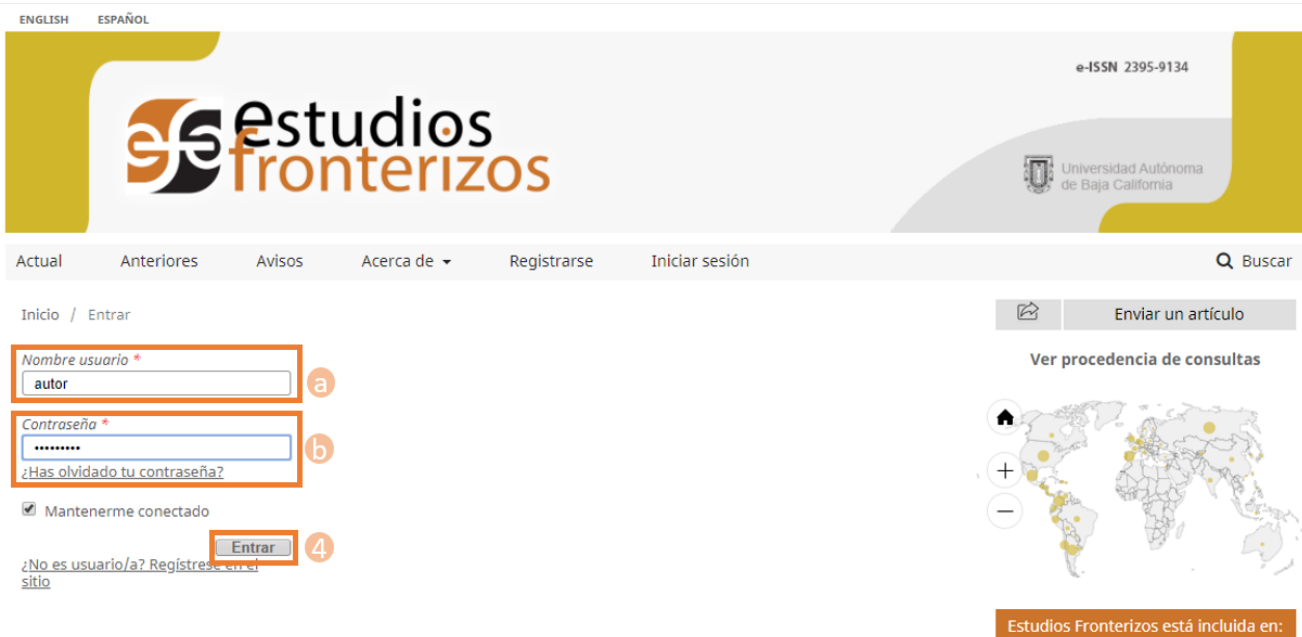 ENGLISH ESPAÑOL
e-ISSN 2395-9134
efs estudios
fronterizos
Universidad Autónoma
de Baja California
Actual Anteriores Avisos Acerca de Registrarse Iniciar sesión Buscar
Inicio / Entrar
Enviar un artículo
Nombre usuario *
autor
a
Contraseña *
•••••••••
b
¿Has olvidado tu contraseña?
Mantenerme conectado
Entrar
4
¿No es usuario/a? Regístrese en el
sitio
Ver procedencia de consultas
+
−
Estudios Fronterizos está incluida en: